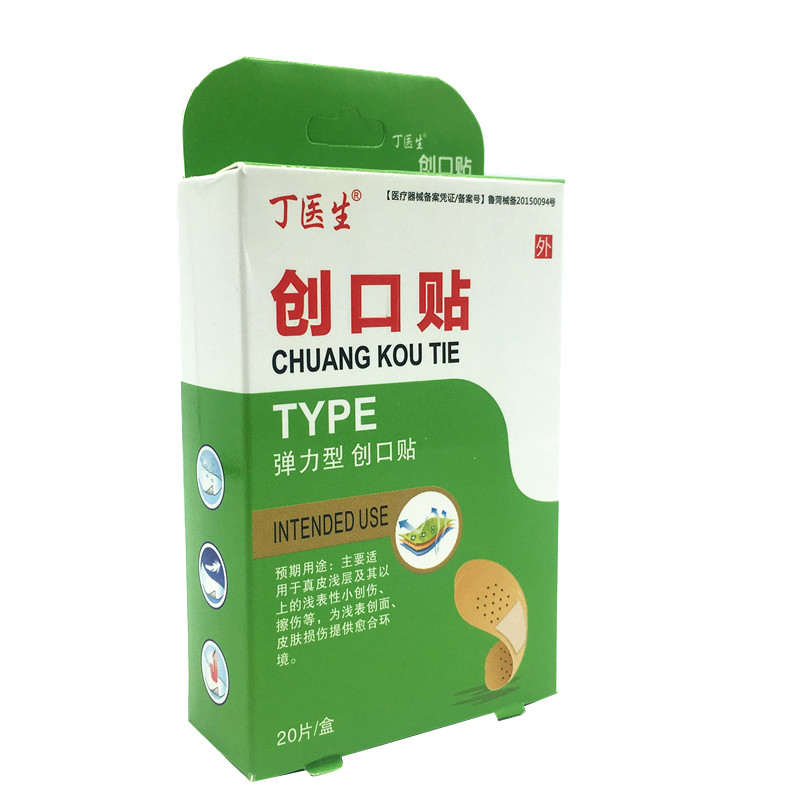 丁医生®
创口贴
丁医生®
【医疗器械备案凭证/备案号】鲁菏械备20150094号
外
创口贴
CHUANG KOU TIE
TYPE
弹力型 创口贴
INTENDED USE
预期用途：主要适
用于真皮浅层及其以
上的浅表性小创伤、
擦伤等，为浅表创面、
皮肤损伤提供愈合环
境。
20片/盒